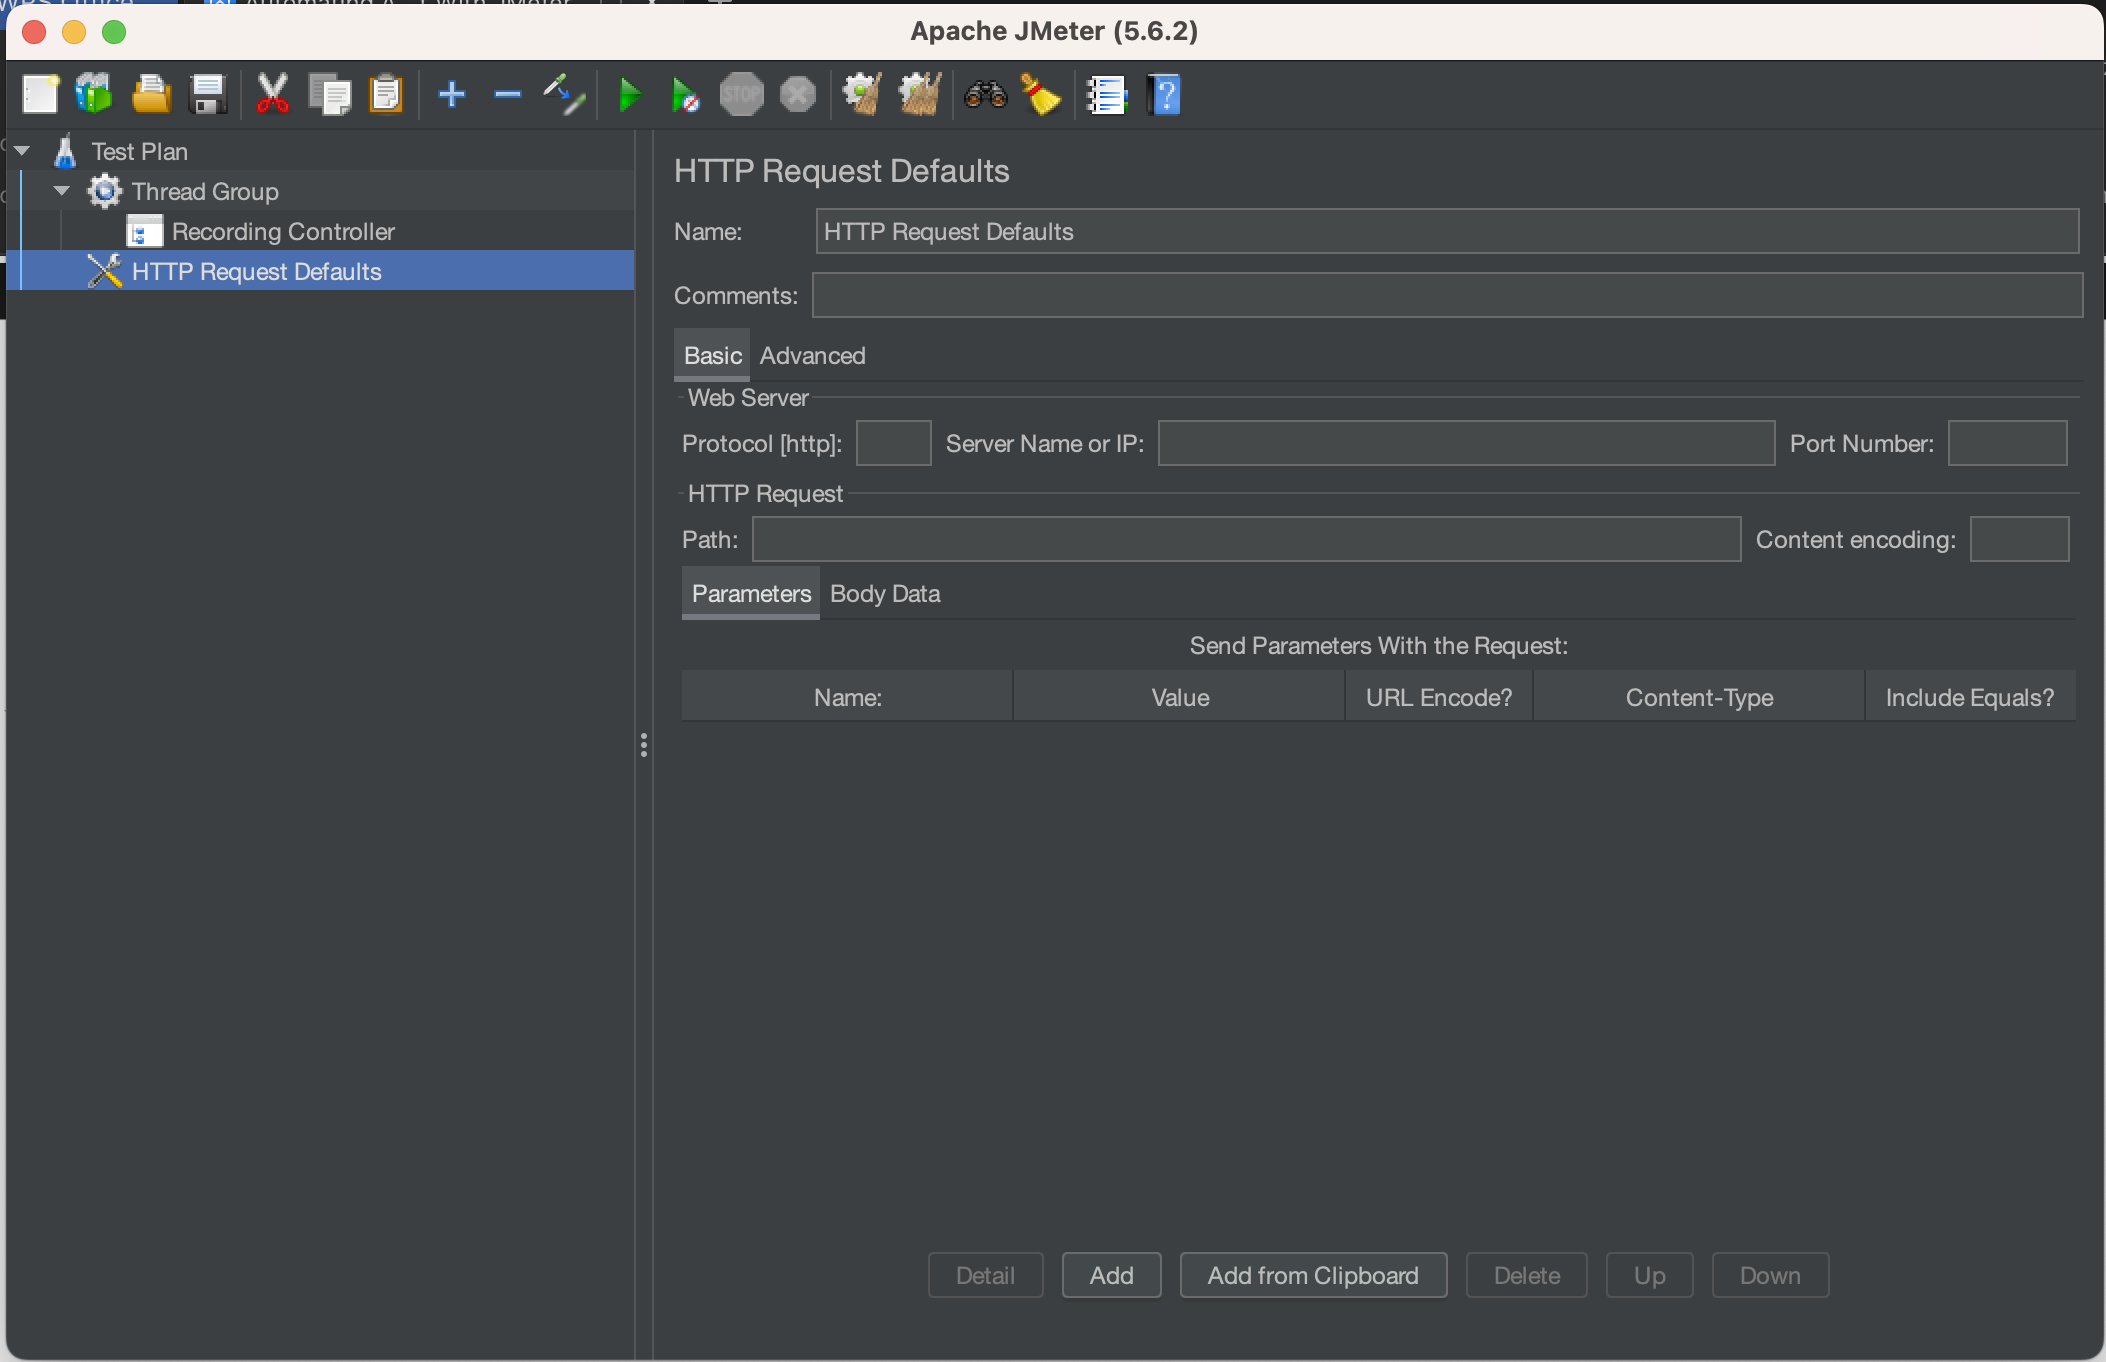 Apache JMeter (5.6.2)
STOP
Test Plan
Thread Group
Recording Controller
HTTP Request Defaults
HTTP Request Defaults
Name: HTTP Request Defaults
Comments:
Basic Advanced
Web Server
Protocol [http]: Server Name or IP: Port Number:
HTTP Request
Path: Content encoding:
Parameters Body Data
Send Parameters With the Request:
Name: Value URL Encode? Content-Type Include Equals?
Detail Add Add from Clipboard Delete Up Down